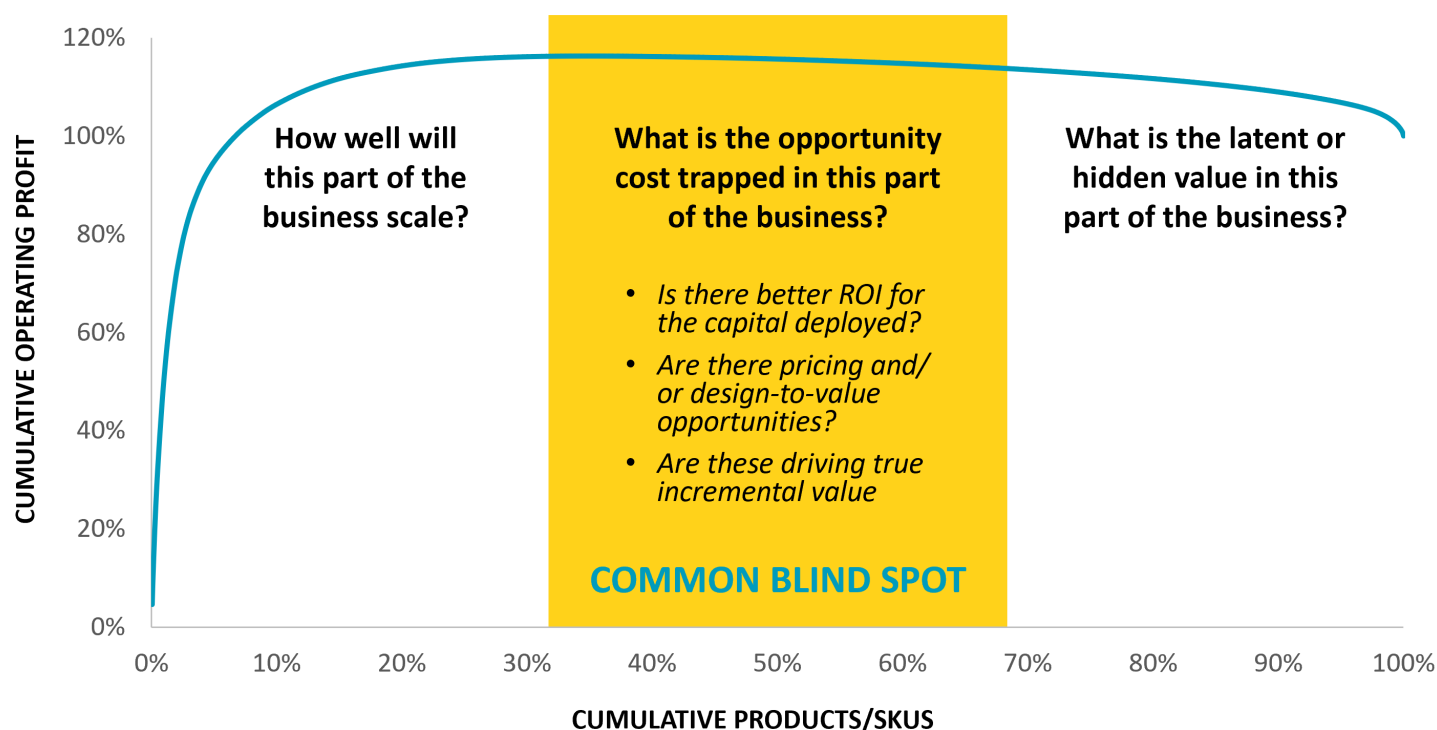 120%
100%
80%
60%
40%
20%
0%
CUMULATIVE OPERATING PROFIT
How well will
this part of the
business scale?
What is the opportunity
cost trapped in this part
of the business?
• Is there better ROI for
the capital deployed?
• Are there pricing and/
or design-to-value
opportunities?
• Are these driving true
incremental value
COMMON BLIND SPOT
What is the latent or
hidden value in this
part of the business?
0% 10% 20% 30% 40% 50% 60% 70% 80% 90% 100%
CUMULATIVE PRODUCTS/SKUS